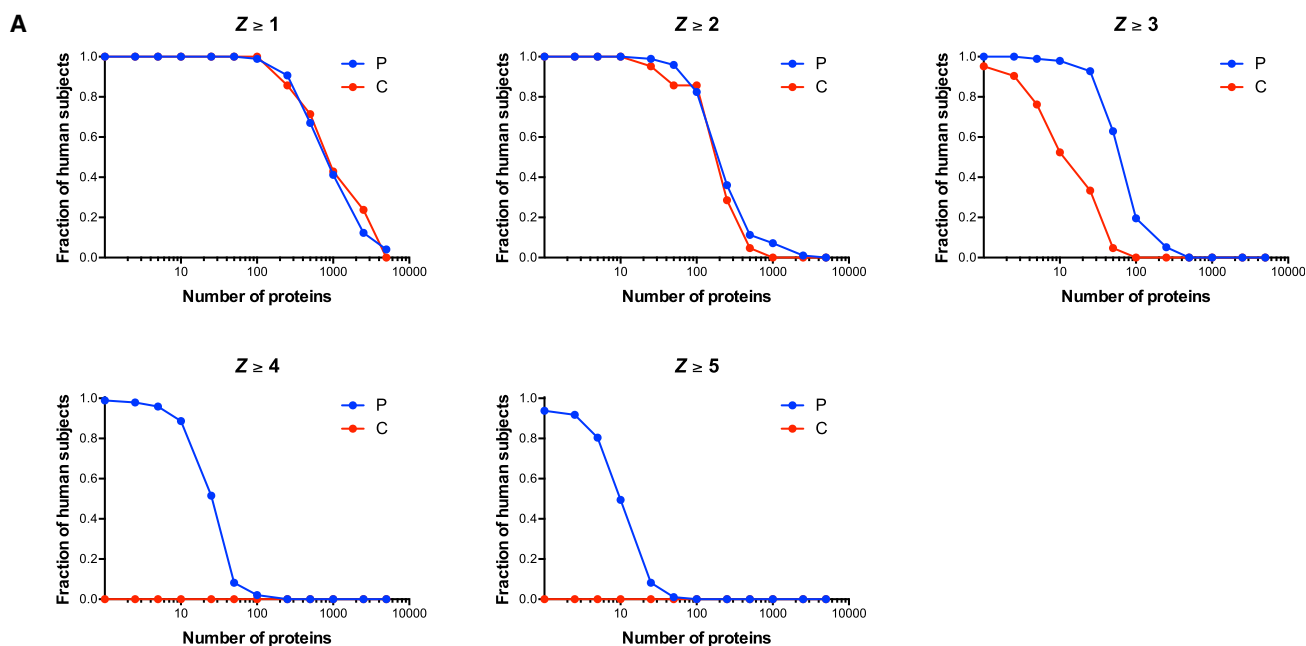 A
Z ≥ 1
Fraction of human subjects
1.0
0.8
0.6
0.4
0.2
0.0
10 100 1000 10000
Number of proteins
P
C
Z ≥ 2
Fraction of human subjects
1.0
0.8
0.6
0.4
0.2
0.0
10 100 1000 10000
Number of proteins
P
C
Z ≥ 3
Fraction of human subjects
1.0
0.8
0.6
0.4
0.2
0.0
10 100 1000 10000
Number of proteins
P
C
Z ≥ 4
Fraction of human subjects
1.0
0.8
0.6
0.4
0.2
0.0
10 100 1000 10000
Number of proteins
P
C
Z ≥ 5
Fraction of human subjects
1.0
0.8
0.6
0.4
0.2
0.0
10 100 1000 10000
Number of proteins
P
C